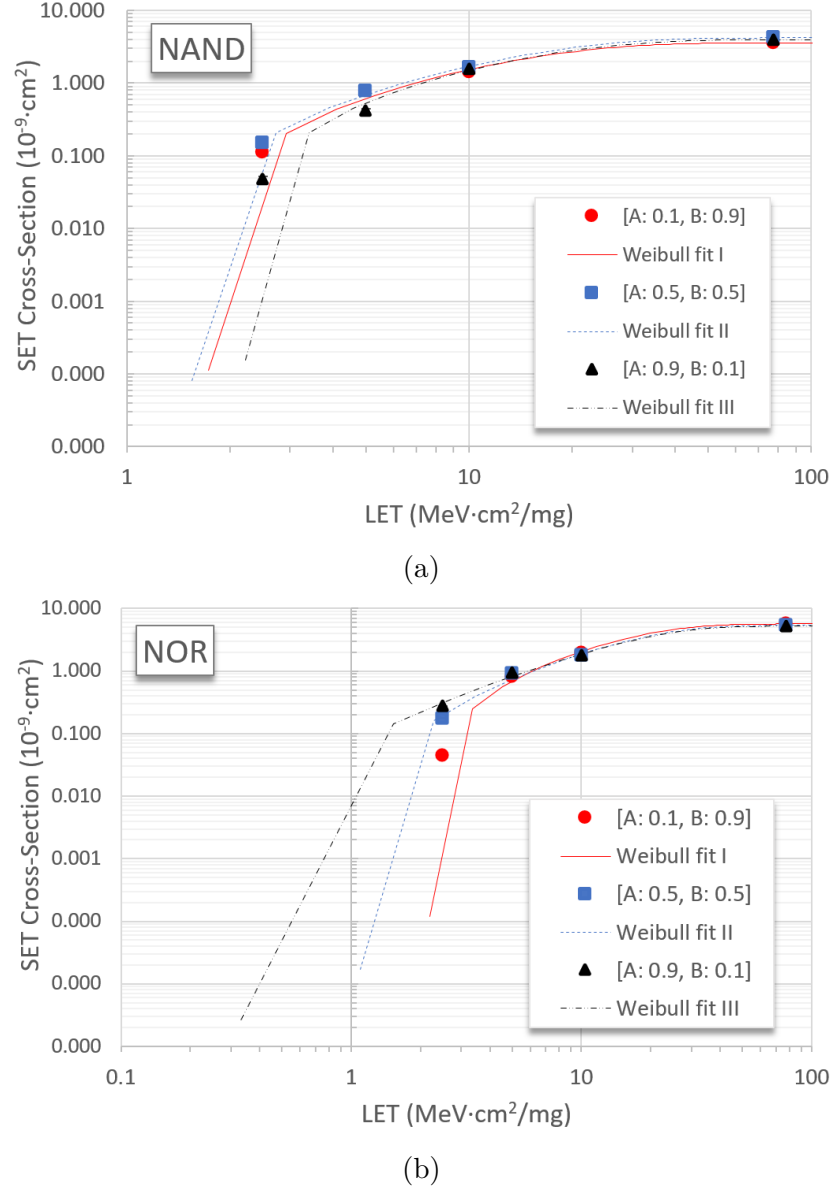 NAND
10.000
1.000
0.100
0.010
0.001
0.000
0.000
SET Cross-Section (10⁻⁹·cm²)
[A: 0.1, B: 0.9]
Weibull fit I
[A: 0.5, B: 0.5]
Weibull fit II
[A: 0.9, B: 0.1]
Weibull fit III
1
10
100
LET (MeV·cm²/mg)
(a)
NOR
10.000
1.000
0.100
0.010
0.001
0.000
0.000
0.000
SET Cross-Section (10⁻⁹·cm²)
[A: 0.1, B: 0.9]
Weibull fit I
[A: 0.5, B: 0.5]
Weibull fit II
[A: 0.9, B: 0.1]
Weibull fit III
0.1
1
10
100
LET (MeV·cm²/mg)
(b)